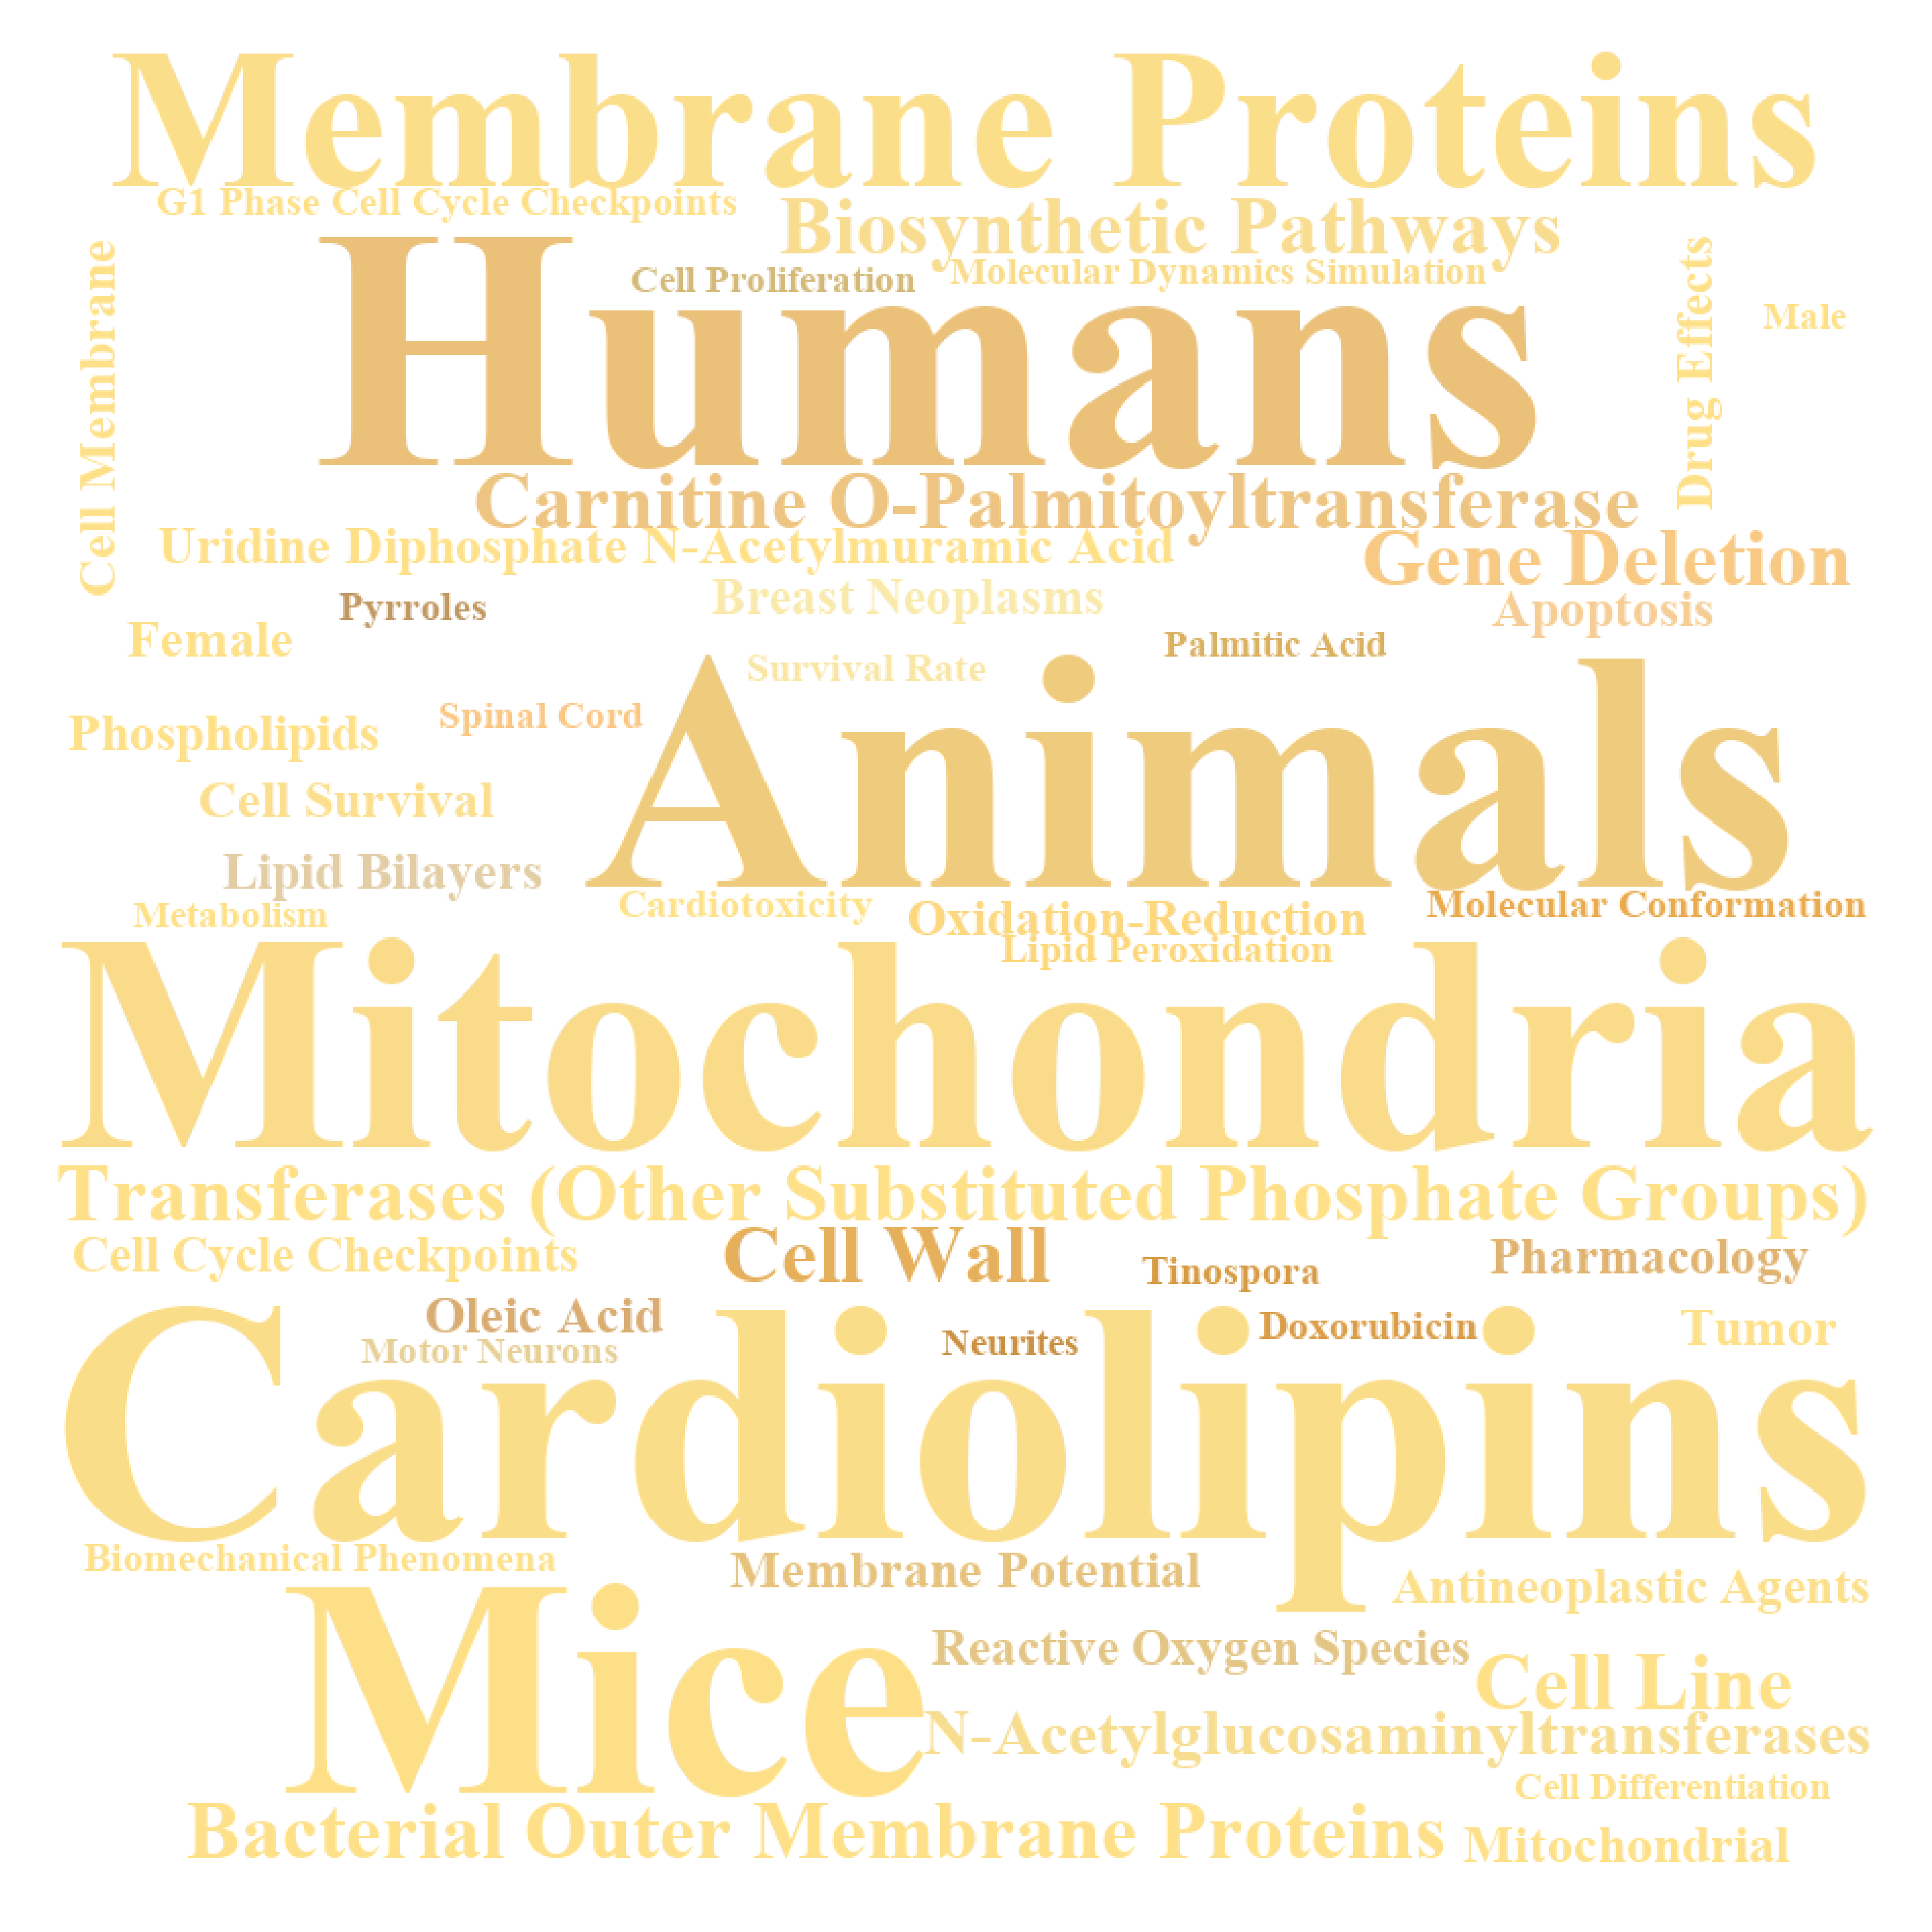 Membrane Proteins
G1 Phase Cell Cycle Checkpoints
Biosynthetic Pathways
Cell Membrane
Humans
Cell Proliferation
Molecular Dynamics Simulation
Drug Effects
Male
Carnitine O-Palmitoyltransferase
Uridine Diphosphate N-Acetylmuramic Acid
Gene Deletion
Pyrroles
Breast Neoplasms
Apoptosis
Female
Survival Rate
Palmitic Acid
Animals
Phospholipids
Spinal Cord
Cell Survival
Lipid Bilayers
Metabolism
Cardiotoxicity
Oxidation-Reduction
Molecular Conformation
Lipid Peroxidation
Mitochondria
Transferases (Other Substituted Phosphate Groups)
Cell Cycle Checkpoints
Cell Wall
Tinospora
Pharmacology
Oleic Acid
Motor Neurons
Neurites
Doxorubicin
Tumor
Cardiolipins
Biomechanical Phenomena
Membrane Potential
Antineoplastic Agents
Mice
Reactive Oxygen Species
Cell Line
N-Acetylglucosaminyltransferases
Cell Differentiation
Bacterial Outer Membrane Proteins
Mitochondrial